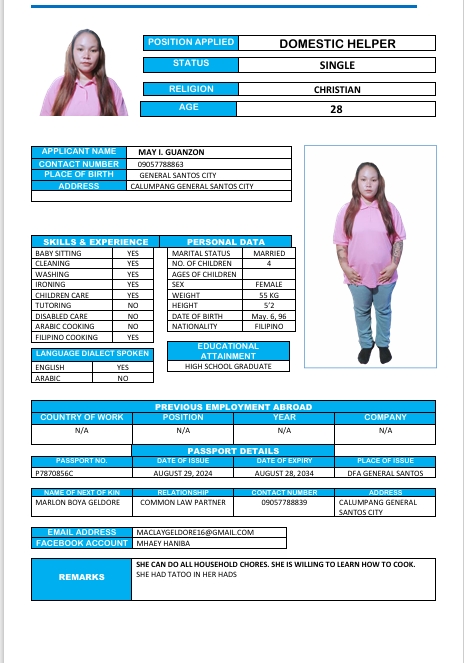 POSITION APPLIED DOMESTIC HELPER
STATUS SINGLE
RELIGION CHRISTIAN
AGE 28
APPLICANT NAME MAY I. GUANZON
CONTACT NUMBER 09057788863
PLACE OF BIRTH GENERAL SANTOS CITY
ADDRESS CALUMPANG GENERAL SANTOS CITY
SKILLS & EXPERIENCE PERSONAL DATA
BABY SITTING YES MARITAL STATUS MARRIED
CLEANING YES NO. OF CHILDREN 4
WASHING YES AGES OF CHILDREN
IRONING YES SEX FEMALE
CHILDREN CARE YES WEIGHT 55 KG
TUTORING NO HEIGHT 5'2
DISABLED CARE NO DATE OF BIRTH May. 6, 96
ARABIC COOKING NO NATIONALITY FILIPINO
FILIPINO COOKING YES
EDUCATIONAL
ATTAINMENT
HIGH SCHOOL GRADUATE
LANGUAGE DIALECT SPOKEN
ENGLISH YES
ARABIC NO
PREVIOUS EMPLOYMENT ABROAD
COUNTRY OF WORK POSITION YEAR COMPANY
N/A N/A N/A N/A
PASSPORT DETAILS
PASSPORT NO. DATE OF ISSUE DATE OF EXPIRY PLACE OF ISSUE
P7870856C AUGUST 29, 2024 AUGUST 28, 2034 DFA GENERAL SANTOS
NAME OF NEXT OF KIN RELATIONSHIP CONTACT NUMBER ADDRESS
MARLON BOYA GELDORE COMMON LAW PARTNER 09057788839 CALUMPANG GENERAL
SANTOS CITY
EMAIL ADDRESS MACLAYGELDORE16@GMAIL.COM
FACEBOOK ACCOUNT MHAEY HANIBA
REMARKS
SHE CAN DO ALL HOUSEHOLD CHORES. SHE IS WILLING TO LEARN HOW TO COOK.
SHE HAD TATOO IN HER HADS